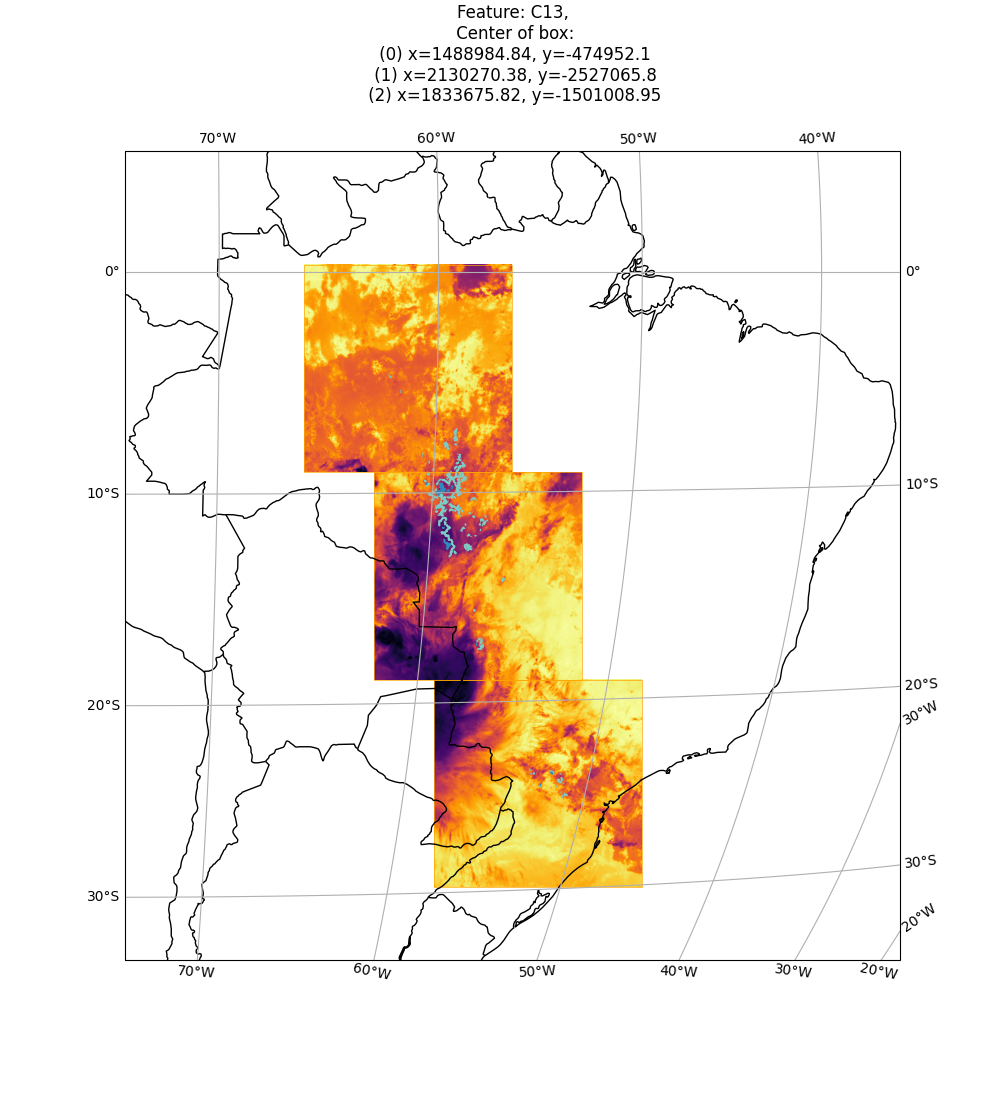 Feature: C13,
Center of box:
(0) x=1488984.84, y=-474952.1
(1) x=2130270.38, y=-2527065.8
(2) x=1833675.82, y=-1501008.95
70°W 60°W 50°W 40°W
0° 0°
10°S 10°S
20°S 20°S
30°W
30°S 30°S
20°W
70°W 60°W 50°W 40°W 30°W 20°W